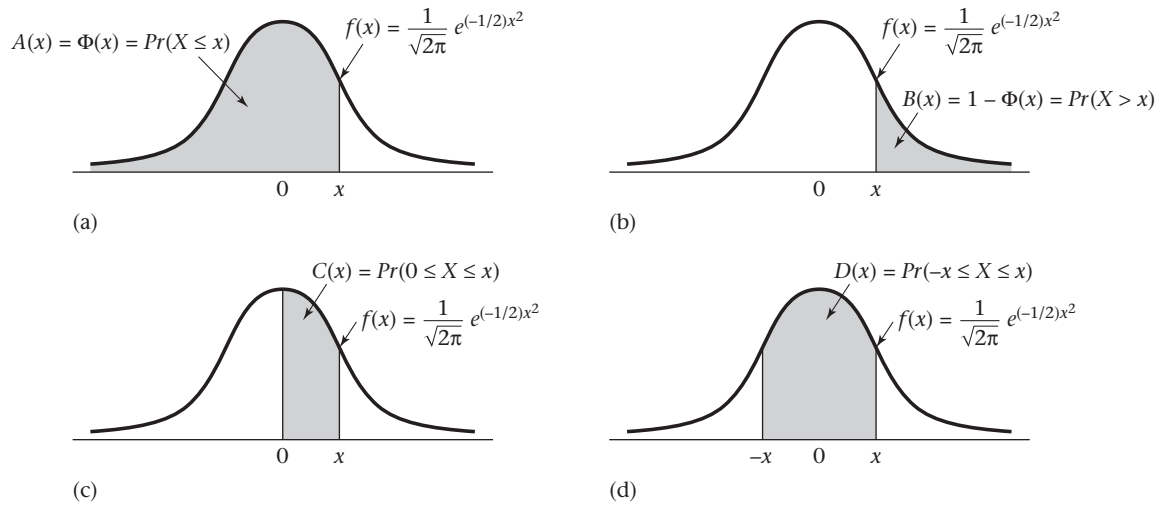 A(x) = Φ(x) = Pr(X ≤ x)
f(x) = 1/√2π e^(–1/2)x²
0 x
(a)
f(x) = 1/√2π e^(–1/2)x²
B(x) = 1 – Φ(x) = Pr(X > x)
0 x
(b)
C(x) = Pr(0 ≤ X ≤ x)
f(x) = 1/√2π e^(–1/2)x²
0 x
(c)
D(x) = Pr(–x ≤ X ≤ x)
f(x) = 1/√2π e^(–1/2)x²
–x 0 x
(d)